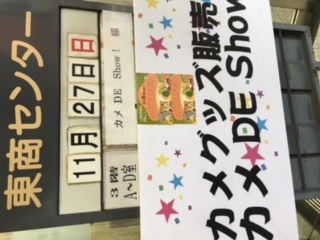 東商センター
11月 27日 日
カメ DE Show! 様
3階
A～D室
カメグッズ販売
カメ DE Show